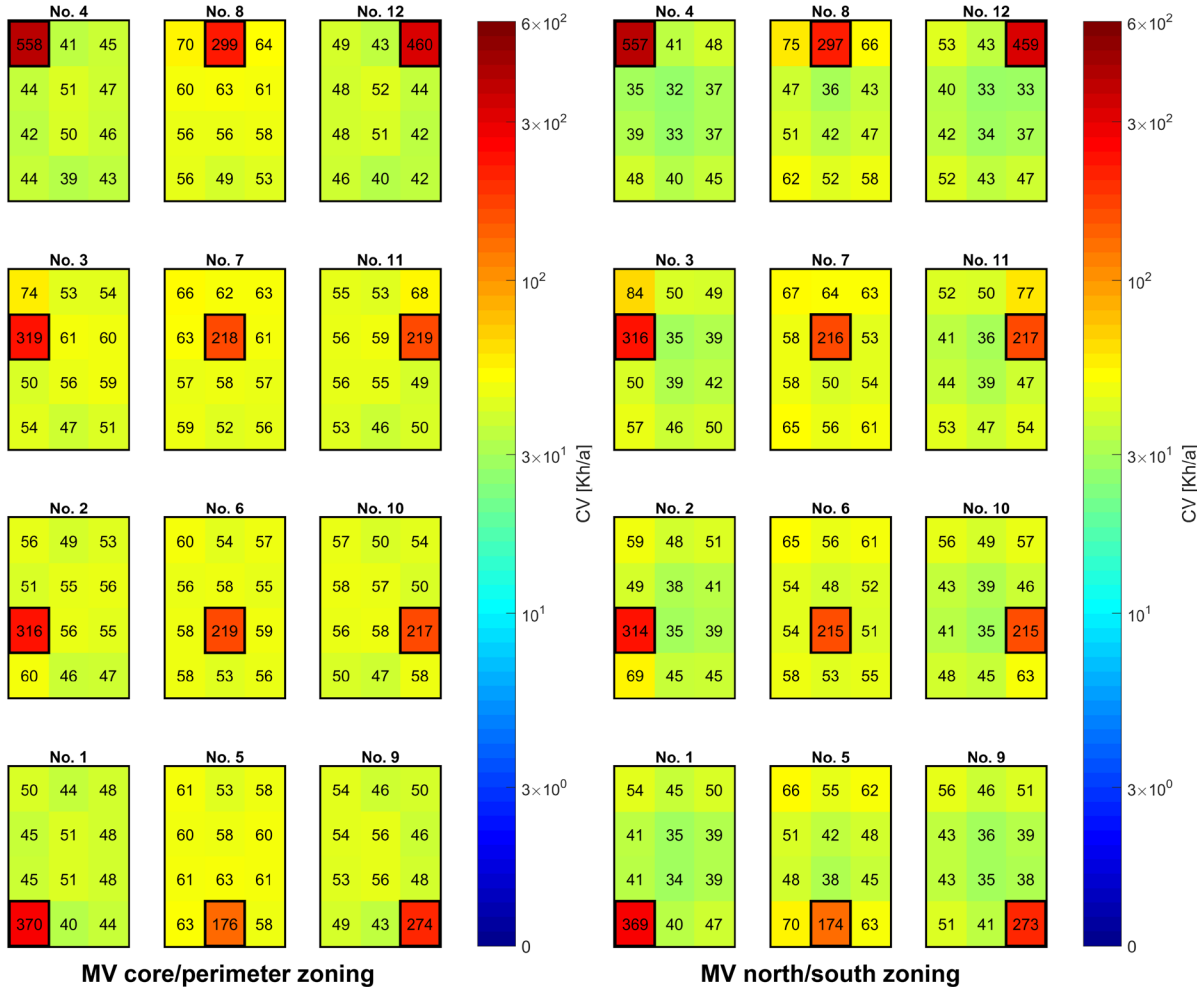 No. 4 No. 8 No. 12 No. 4 No. 8 No. 12
558 41 45 70 299 64 49 43 460 557 41 48 75 297 66 53 43 459
44 51 47 60 63 61 48 52 44 35 32 37 47 36 43 40 33 33
42 50 46 56 56 58 48 51 42 39 33 37 51 42 47 42 34 37
44 39 43 56 49 53 46 40 42 48 40 45 62 52 58 52 43 47
No. 3 No. 7 No. 11 No. 3 No. 7 No. 11
74 53 54 66 62 63 55 53 68 84 50 49 67 64 63 52 50 77
319 61 60 63 218 61 56 59 219 316 35 39 58 216 53 41 36 217
50 56 59 57 58 57 56 55 49 50 39 42 58 50 54 44 39 47
54 47 51 59 52 56 53 46 50 57 46 50 65 56 61 53 47 54
No. 2 No. 6 No. 10 No. 2 No. 6 No. 10
56 49 53 60 54 57 57 50 54 59 48 51 65 56 61 56 49 57
51 55 56 56 58 55 58 57 50 49 38 41 54 48 52 43 39 46
316 56 55 58 219 59 56 58 217 314 35 39 54 215 51 41 35 215
60 46 47 58 53 56 50 47 58 69 45 45 58 53 55 48 45 63
No. 1 No. 5 No. 9 No. 1 No. 5 No. 9
50 44 48 61 53 58 54 46 50 54 45 50 66 55 62 56 46 51
45 51 48 60 58 60 54 56 46 41 35 39 51 42 48 43 36 39
45 51 48 61 63 61 53 56 48 41 34 39 48 38 45 43 35 38
370 40 44 63 176 58 49 43 274 369 40 47 70 174 63 51 41 273
6×10²
3×10²
10²
3×10¹
10¹
3×10⁰
0
CV [Kh/a]
6×10²
3×10²
10²
3×10¹
10¹
3×10⁰
0
CV [Kh/a]
MV core/perimeter zoning
MV north/south zoning